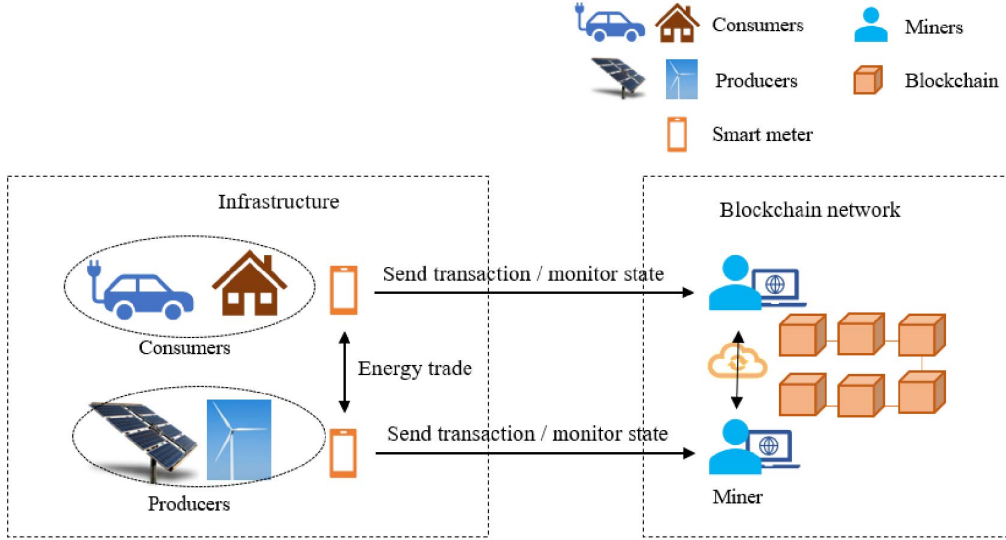 Consumers
Miners
Producers
Blockchain
Smart meter
Infrastructure
Blockchain network
Send transaction / monitor state
Consumers
Energy trade
Send transaction / monitor state
Producers
Miner